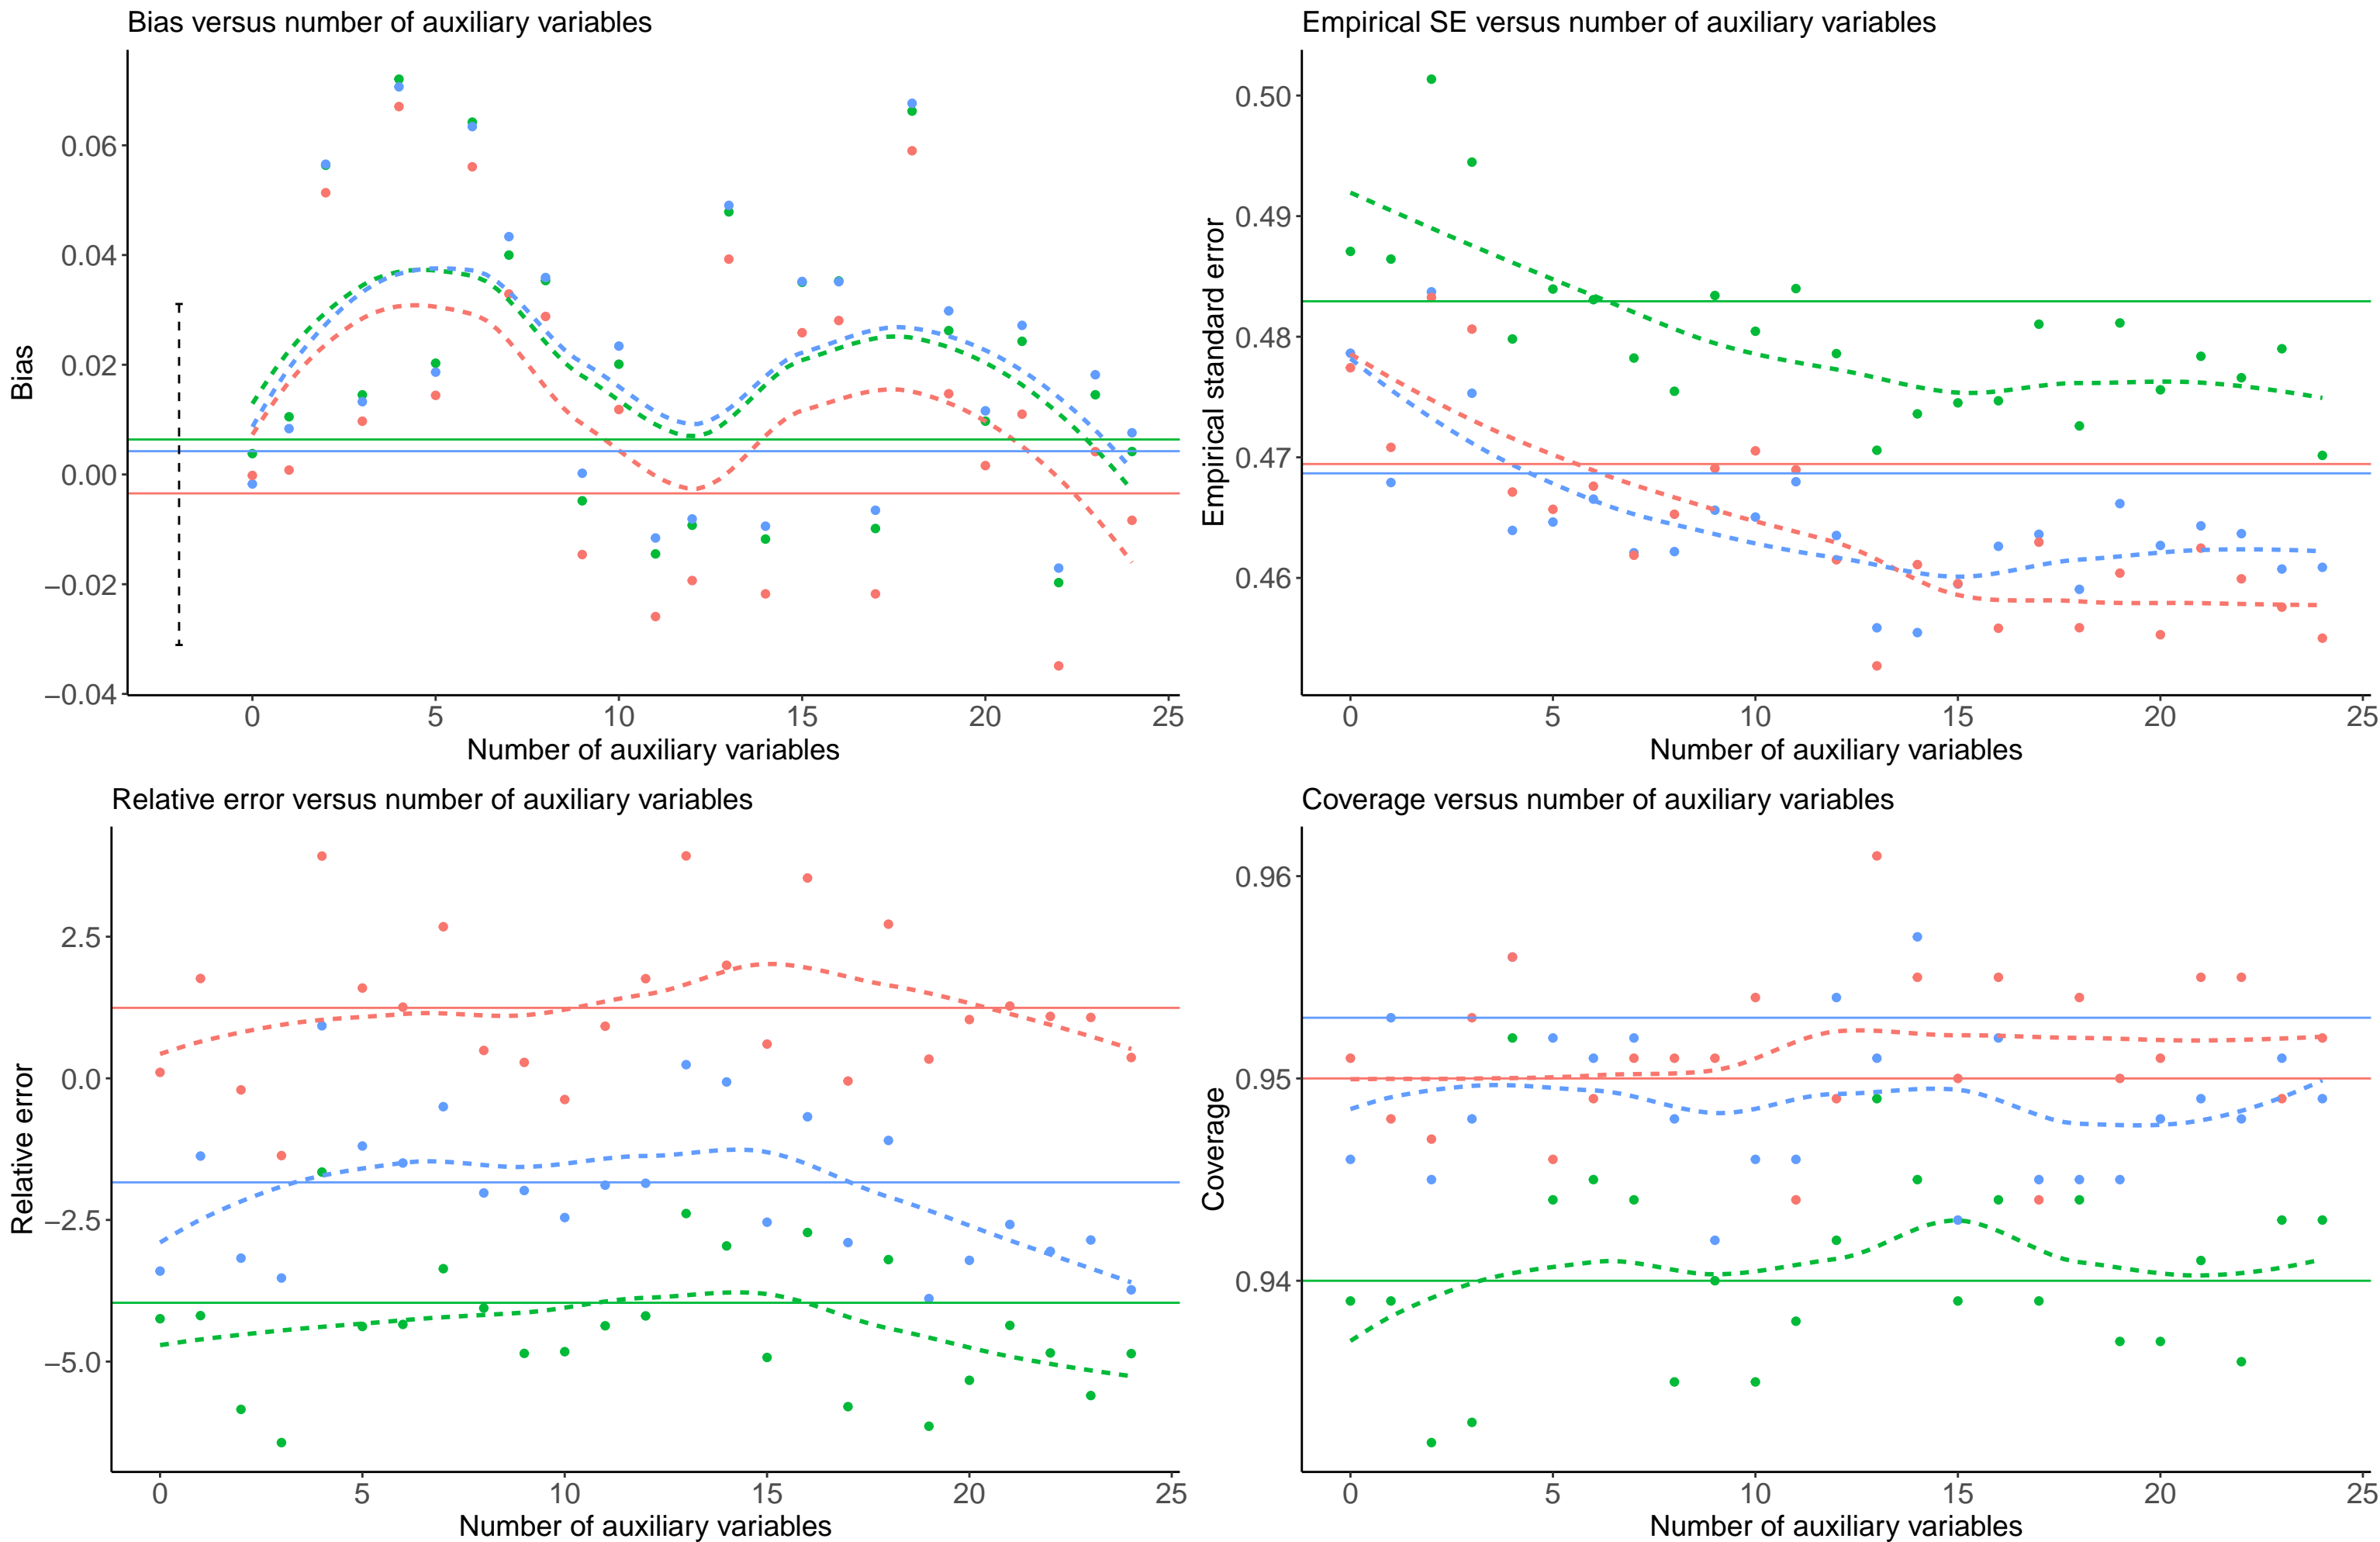 Bias versus number of auxiliary variables
Bias
0.06
0.04
0.02
0.00
−0.02
−0.04
0 5 10 15 20 25
Number of auxiliary variables
Empirical SE versus number of auxiliary variables
Empirical standard error
0.50
0.49
0.48
0.47
0.46
0 5 10 15 20 25
Number of auxiliary variables
Relative error versus number of auxiliary variables
Relative error
2.5
0.0
−2.5
−5.0
0 5 10 15 20 25
Number of auxiliary variables
Coverage versus number of auxiliary variables
Coverage
0.96
0.95
0.94
0 5 10 15 20 25
Number of auxiliary variables